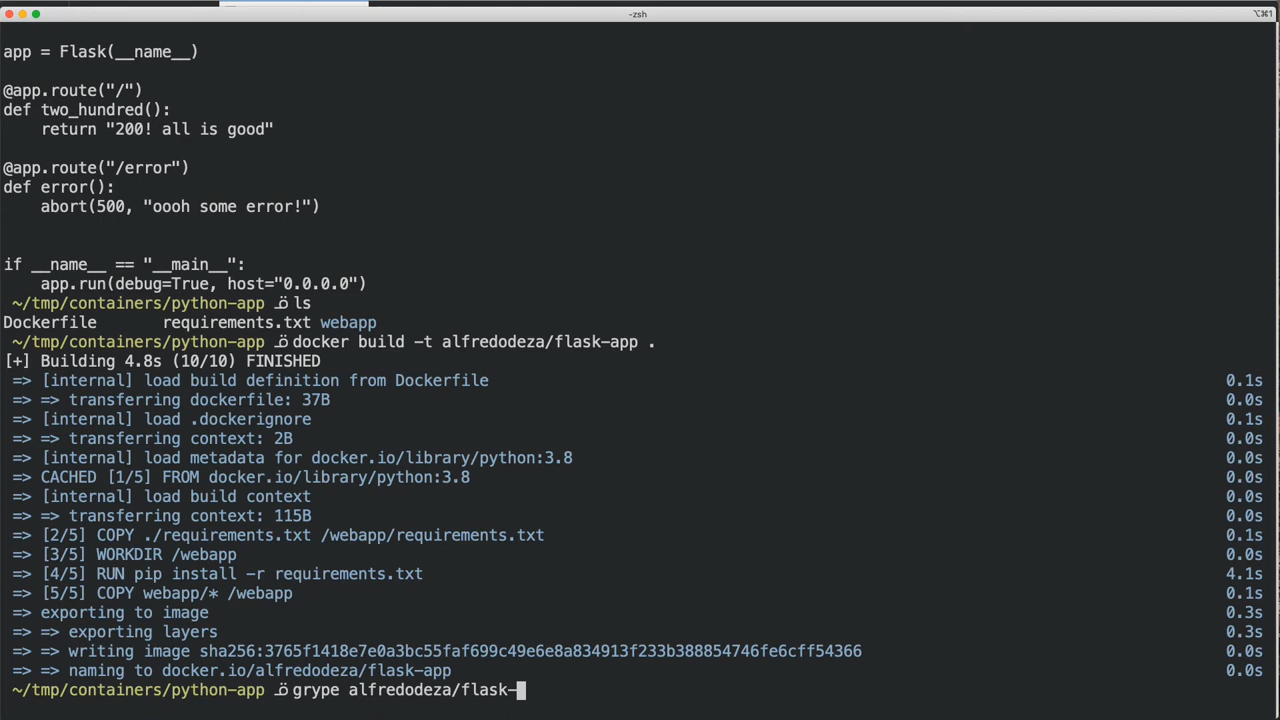 -zsh
⌥⌘1
app = Flask(__name__)
@app.route("/")
def two_hundred():
    return "200! all is good"
@app.route("/error")
def error():
    abort(500, "oooh some error!")
if __name__ == "__main__":
    app.run(debug=True, host="0.0.0.0")
~/tmp/containers/python-app ls
Dockerfile requirements.txt webapp
~/tmp/containers/python-app docker build -t alfredodeza/flask-app .
[+] Building 4.8s (10/10) FINISHED
=> [internal] load build definition from Dockerfile 0.1s
=> => transferring dockerfile: 37B 0.0s
=> [internal] load .dockerignore 0.1s
=> => transferring context: 2B 0.0s
=> [internal] load metadata for docker.io/library/python:3.8 0.0s
=> CACHED [1/5] FROM docker.io/library/python:3.8 0.0s
=> [internal] load build context 0.0s
=> => transferring context: 115B 0.0s
=> [2/5] COPY ./requirements.txt /webapp/requirements.txt 0.1s
=> [3/5] WORKDIR /webapp 0.0s
=> [4/5] RUN pip install -r requirements.txt 4.1s
=> [5/5] COPY webapp/* /webapp 0.1s
=> exporting to image 0.3s
=> => exporting layers 0.3s
=> => writing image sha256:3765f1418e7e0a3bc55faf699c49e6e8a834913f233b388854746fe6cff54366 0.0s
=> => naming to docker.io/alfredodeza/flask-app 0.0s
~/tmp/containers/python-app grype alfredodeza/flask-